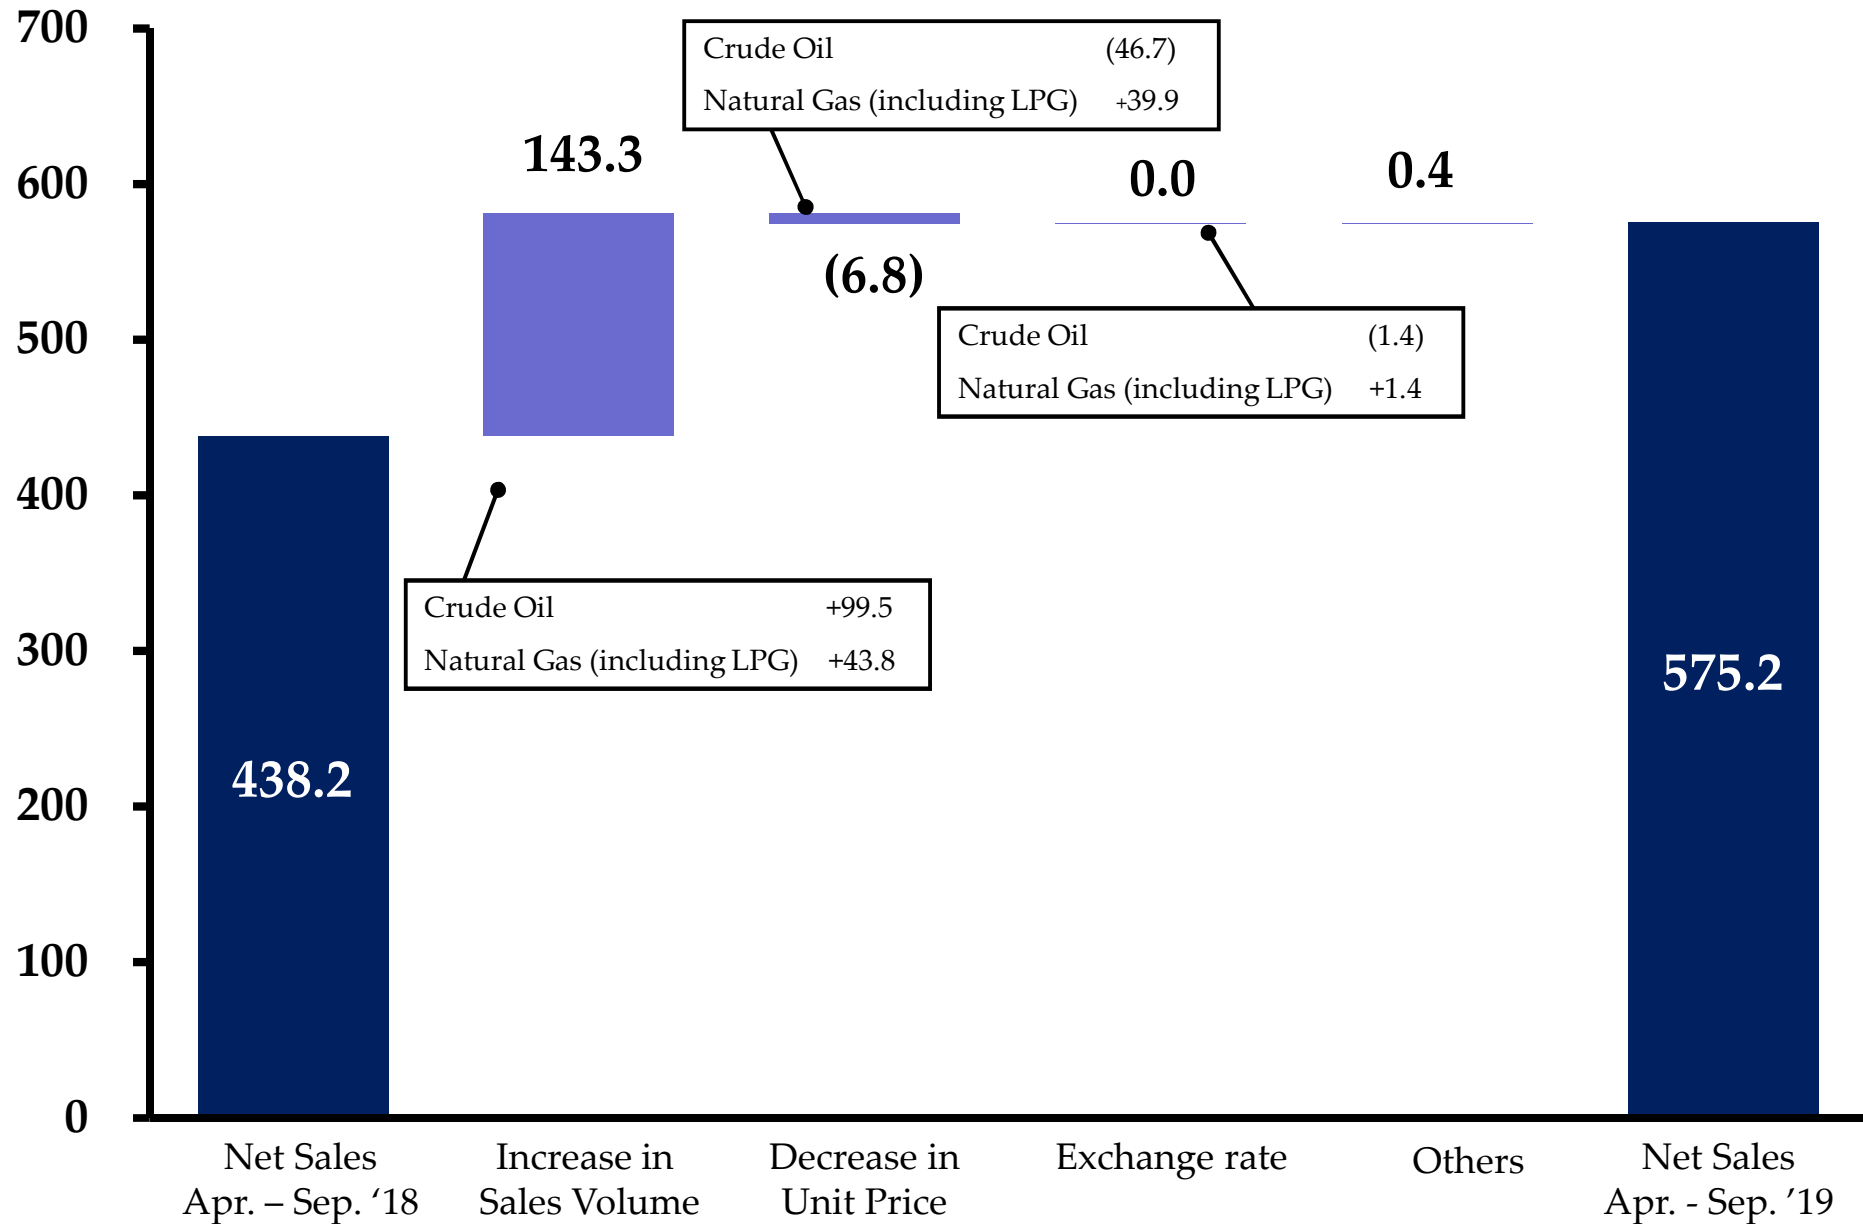 700
600
500
400
300
200
100
0
Crude Oil (46.7)
Natural Gas (including LPG) +39.9
143.3
0.0
0.4
(6.8)
Crude Oil (1.4)
Natural Gas (including LPG) +1.4
Crude Oil +99.5
Natural Gas (including LPG) +43.8
438.2
575.2
Net Sales
Apr. – Sep. ‘18
Increase in
Sales Volume
Decrease in
Unit Price
Exchange rate
Others
Net Sales
Apr. - Sep. ’19